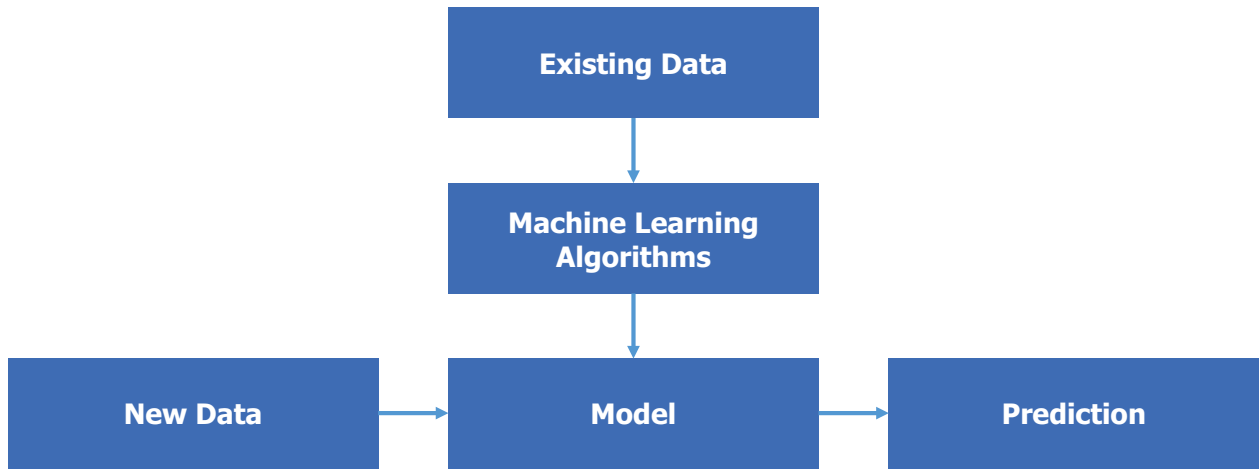 Existing Data
Machine Learning
Algorithms
New Data
Model
Prediction